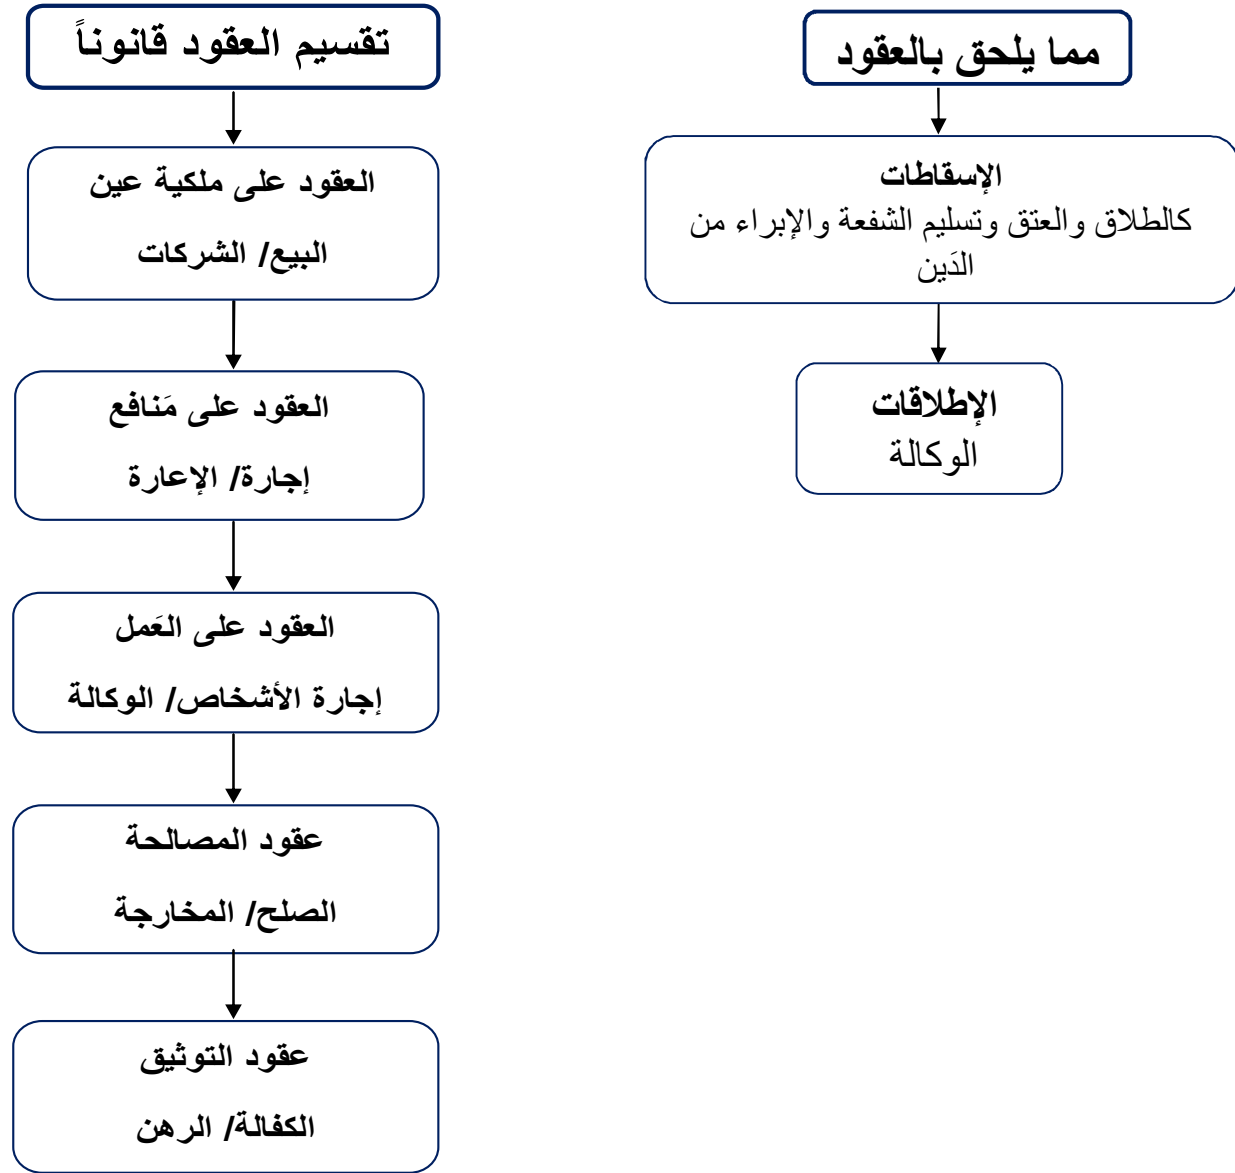 مما يلحق بالعقود
الإسقاطات
كالطلاق والعتق وتسليم الشفعة والإبراء من
الدَين
الإطلاقات
الوكالة
تقسيم العقود قانوناً
العقود على ملكية عين
البيع/ الشركات
العقود على مَنافع
إجارة/ الإعارة
العقود على العَمل
إجارة الأشخاص/ الوكالة
عقود المصالحة
الصلح/ المخارجة
عقود التوثيق
الكفالة/ الرهن